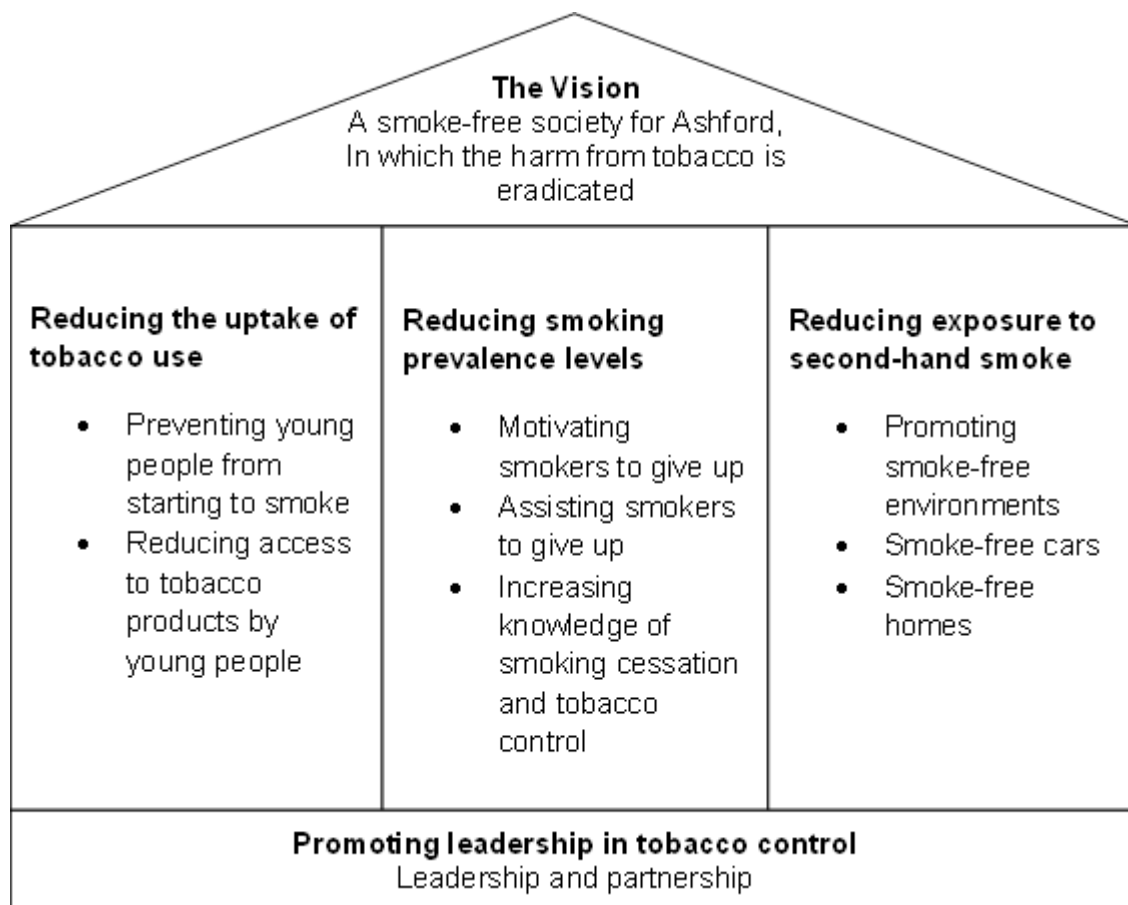 The Vision
A smoke-free society for Ashford,
In which the harm from tobacco is
eradicated
Reducing the uptake of
tobacco use
• Preventing young
people from
starting to smoke
• Reducing access
to tobacco
products by
young people
Reducing smoking
prevalence levels
• Motivating
smokers to give up
• Assisting smokers
to give up
• Increasing
knowledge of
smoking cessation
and tobacco
control
Reducing exposure to
second-hand smoke
• Promoting
smoke-free
environments
• Smoke-free cars
• Smoke-free
homes
Promoting leadership in tobacco control
Leadership and partnership